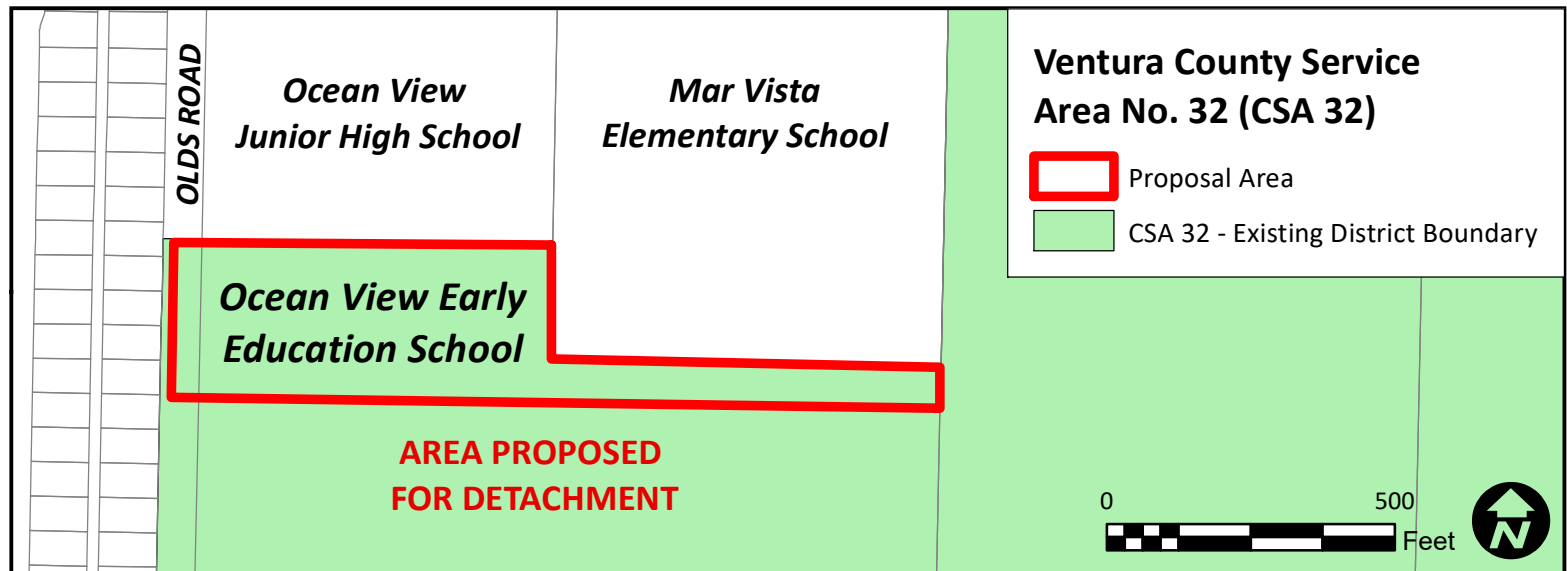 OLDS ROAD
Ocean View
Junior High School
Mar Vista
Elementary School
Ventura County Service
Area No. 32 (CSA 32)
Proposal Area
CSA 32 - Existing District Boundary
Ocean View Early
Education School
AREA PROPOSED
FOR DETACHMENT
0
500
Feet
N